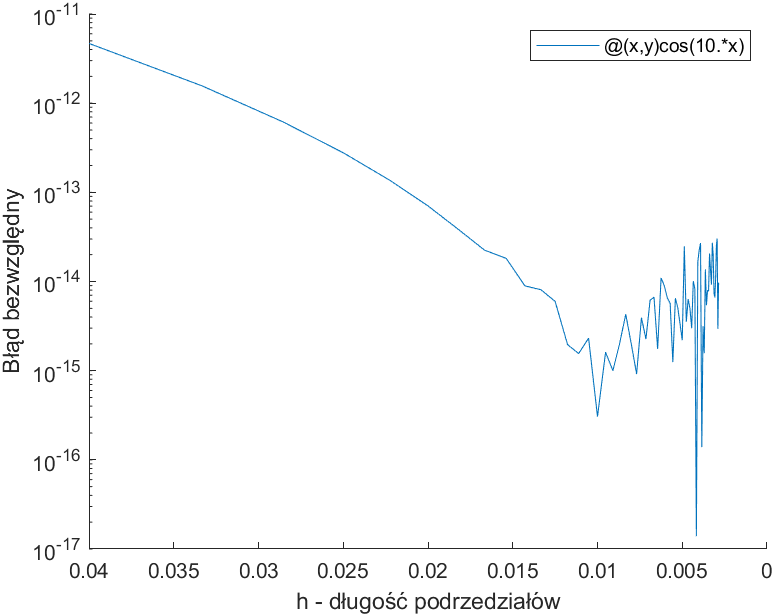 @(x,y)cos(10.*x)
Błąd bezwzględny
10^-11
10^-12
10^-13
10^-14
10^-15
10^-16
10^-17
0.04 0.035 0.03 0.025 0.02 0.015 0.01 0.005 0
h - długość podrzedziałów